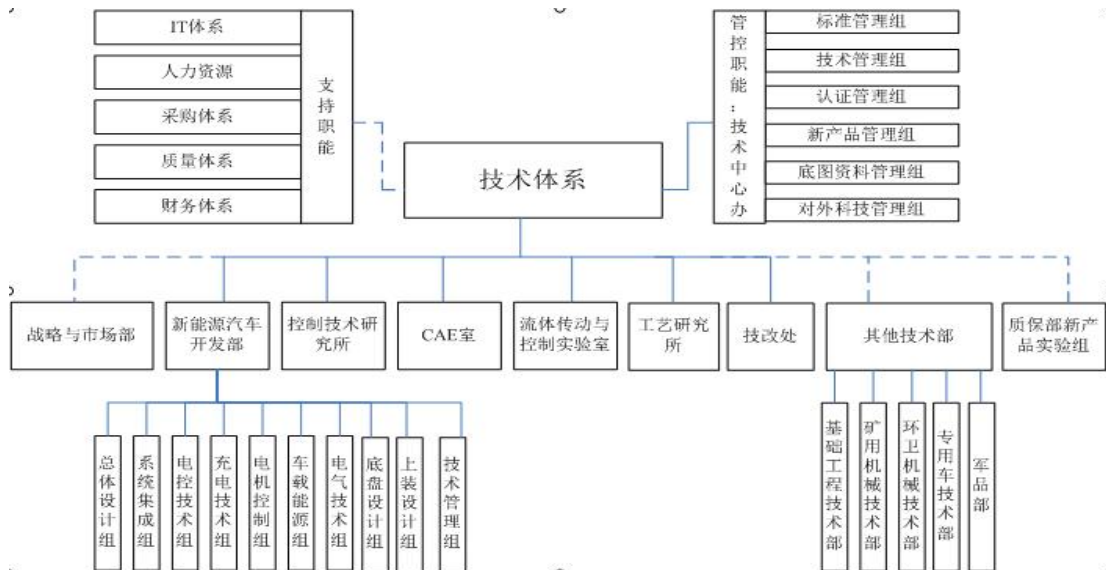 IT体系
人力资源
采购体系
质量体系
财务体系
支持职能
技术体系
管控职能：技术中心办
标准管理组
技术管理组
认证管理组
新产品管理组
底图资料管理组
对外科技管理组
战略与市场部
新能源汽车
开发部
控制技术研
究所
CAE室
流体传动与
控制实验室
工艺研究
所
技改处
其他技术部
质保部新产
品实验组
总体设计组
系统集成组
电控技术组
充电技术组
电机控制组
车载能源组
电气技术组
底盘设计组
上装设计组
技术管理组
基础工程技术部
矿用机械技术部
环卫机械技术部
专用车技术部
军品部